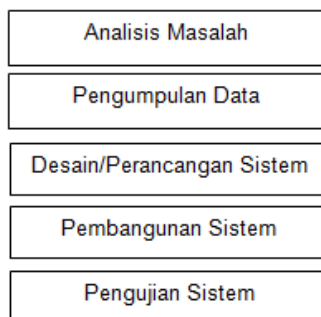 Analisis Masalah
Pengumpulan Data
Desain/Perancangan Sistem
Pembangunan Sistem
Pengujian Sistem